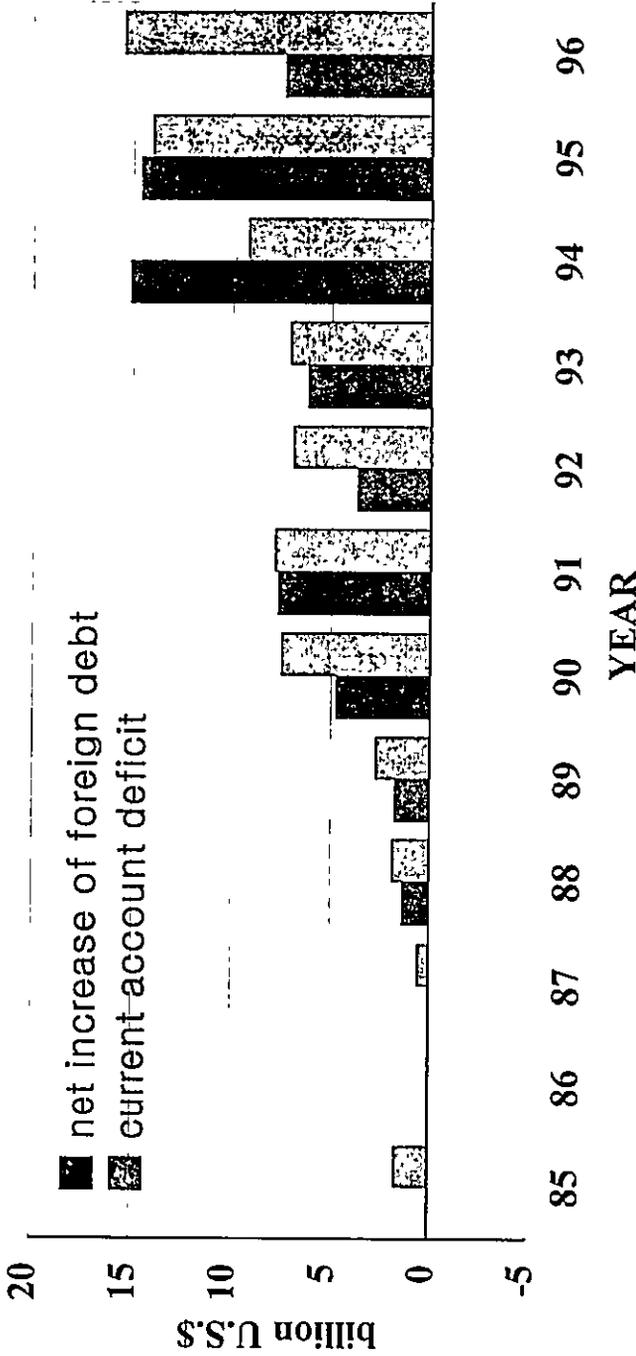 net increase of foreign debt
current account deficit
20
15
10
5
0
-5
billion U.S.$
85 86 87 88 89 90 91 92 93 94 95 96
YEAR